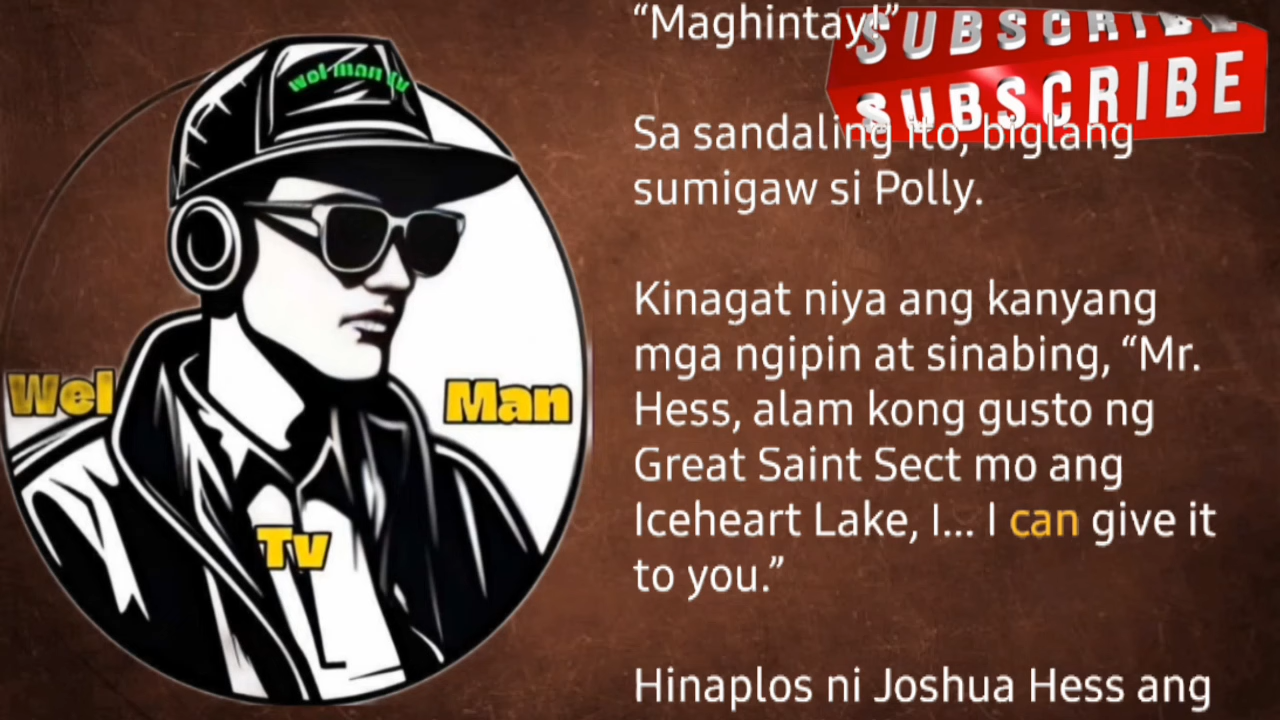 wel man tv
Wel
Man
Tv
“Maghintay!”
SUBSCRIBE
SUBSCRIBE
Sa sandaling ito, biglang
sumigaw si Polly.
Kinagat niya ang kanyang
mga ngipin at sinabing, “Mr.
Hess, alam kong gusto ng
Great Saint Sect mo ang
Iceheart Lake, I... I can give it
to you.”
Hinaplos ni Joshua Hess ang